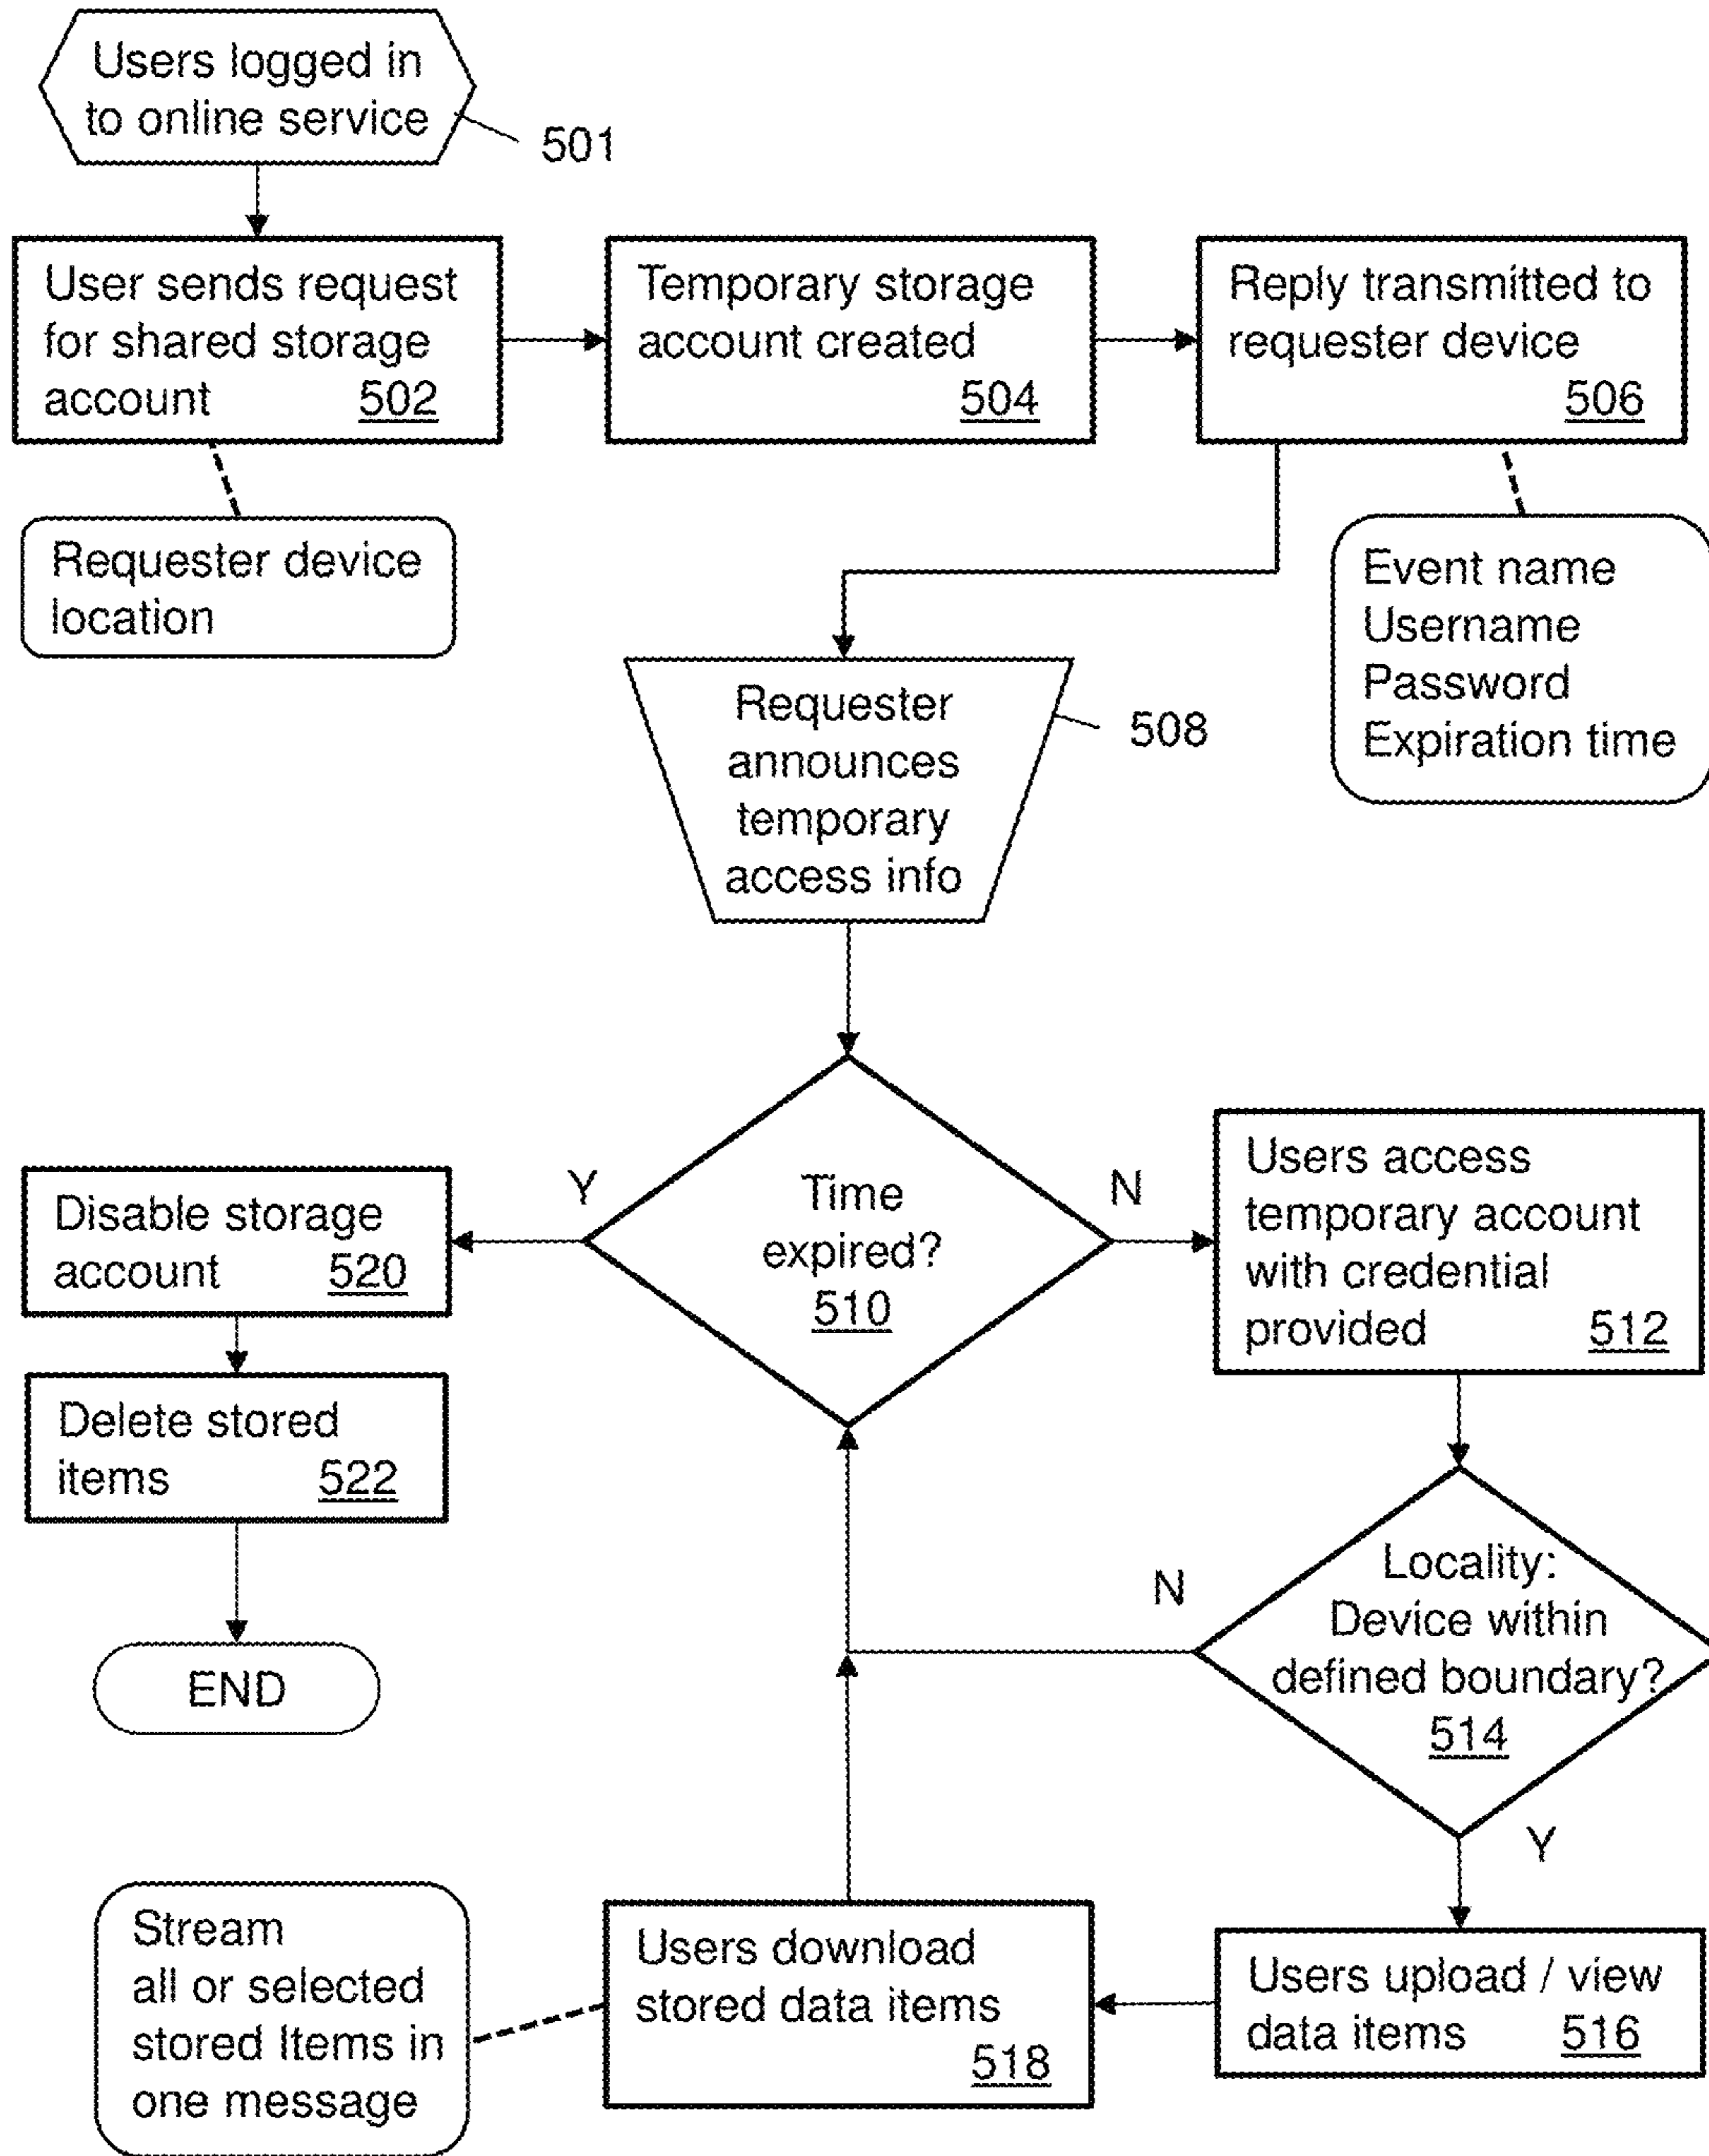 Users logged in
to online service
501
User sends request
for shared storage
account 502
Temporary storage
account created
504
Reply transmitted to
requester device
506
Requester device
location
Event name
Username
Password
Expiration time
Requester
announces
temporary
access info
508
Time
expired?
510
Y
N
Disable storage
account 520
Delete stored
items 522
END
Users access
temporary account
with credential
provided 512
Locality:
Device within
defined boundary?
514
N
Y
Users upload / view
data items 516
Users download
stored data items
518
Stream
all or selected
stored Items in
one message